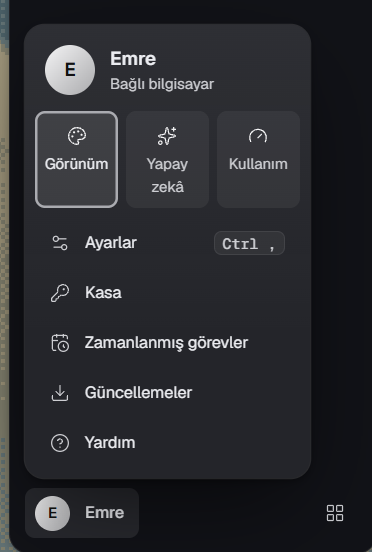 E
Emre
Bağlı bilgisayar
Görünüm
Yapay
zekâ
Kullanım
Ayarlar
Ctrl ,
Kasa
Zamanlanmış görevler
Güncellemeler
Yardım
E
Emre